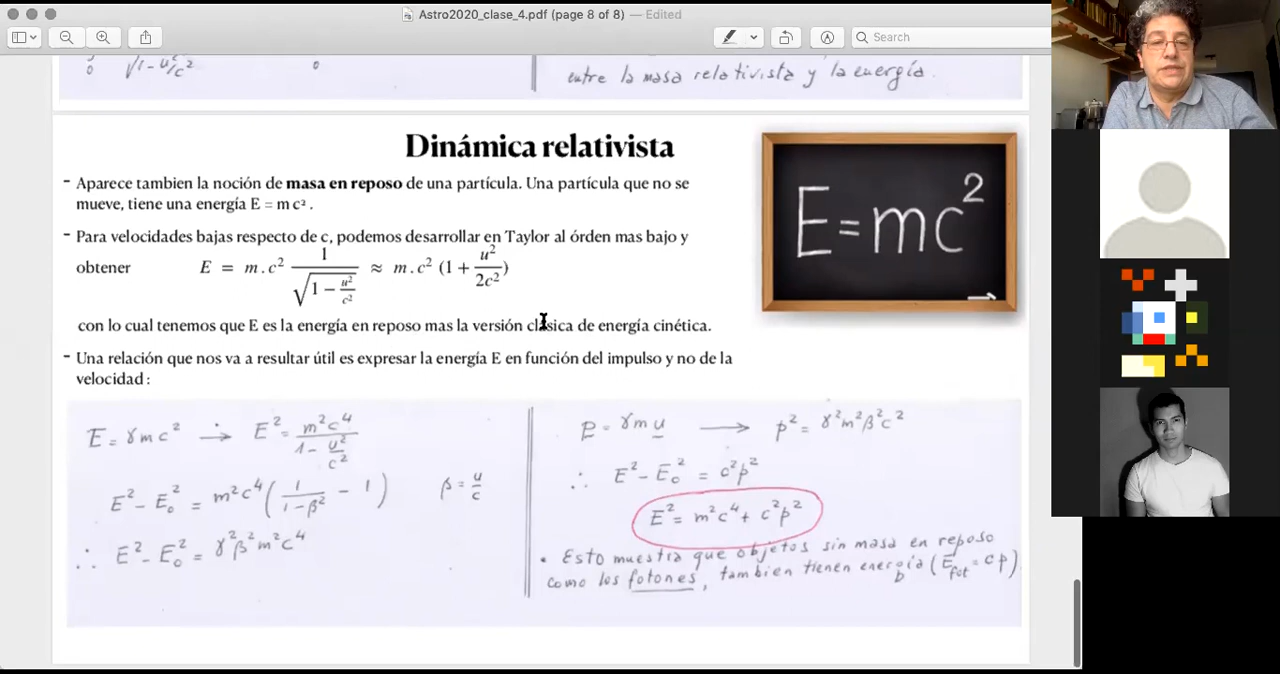 Astro2020_clase_4.pdf (page 8 of 8) — Edited
Search
√1-u²/c²
0
entre la masa relativista y la energía.
Dinámica relativista
- Aparece tambien la noción de masa en reposo de una partícula. Una partícula que no se
mueve, tiene una energía E = m c² .
- Para velocidades bajas respecto de c, podemos desarrollar en Taylor al órden mas bajo y
obtener E = m.c² 1/√(1 − u²/c²) ≈ m.c² (1 + u²/2c²)
con lo cual tenemos que E es la energía en reposo mas la versión clásica de energía cinética.
- Una relación que nos va a resultar útil es expresar la energía E en función del impulso y no de la
velocidad :
E=mc²
E = γmc² → E² = m²c⁴/(1 - u²/c²)
E² - E₀² = m²c⁴ (1/(1-β²) - 1) β = u/c
∴ E² - E₀² = γ²β²m²c⁴
p = γmu → p² = γ²m²β²c²
∴ E² - E₀² = c²p²
E² = m²c⁴ + c²p²
• Esto muestra que objetos sin masa en reposo
como los fotones, tambien tienen energía (E fot = cp)